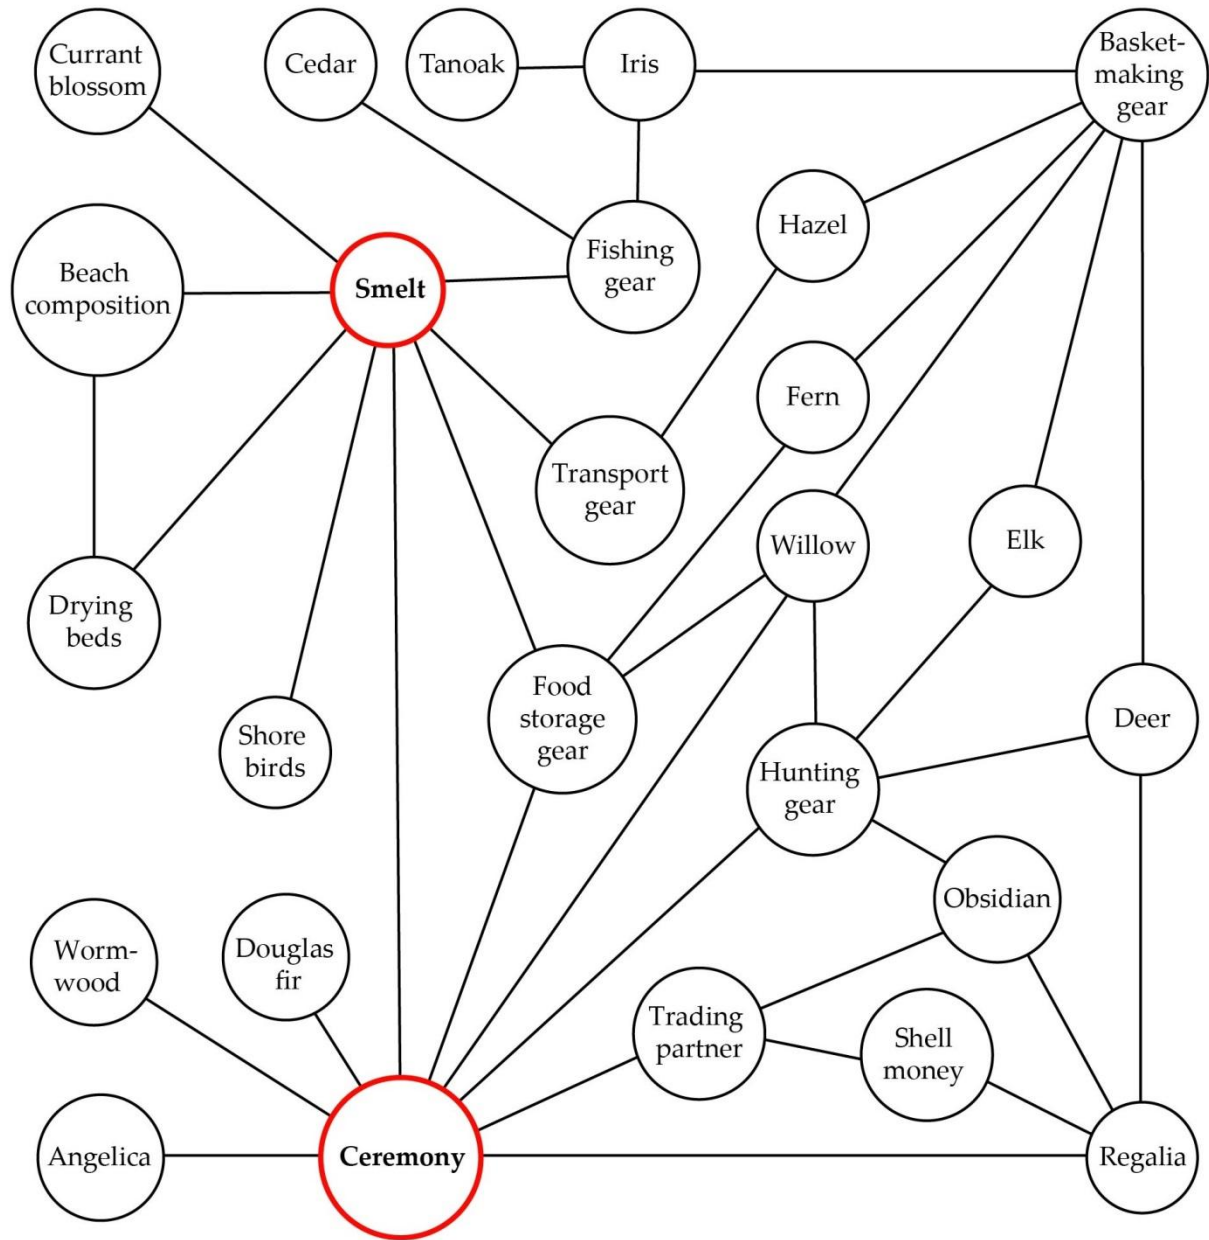 Currant
blossom
Cedar
Tanoak
Iris
Basket-
making
gear
Hazel
Fishing
gear
Beach
composition
Smelt
Fern
Transport
gear
Willow
Elk
Drying
beds
Food
storage
gear
Shore
birds
Deer
Hunting
gear
Obsidian
Worm-
wood
Douglas
fir
Trading
partner
Shell
money
Angelica
Ceremony
Regalia